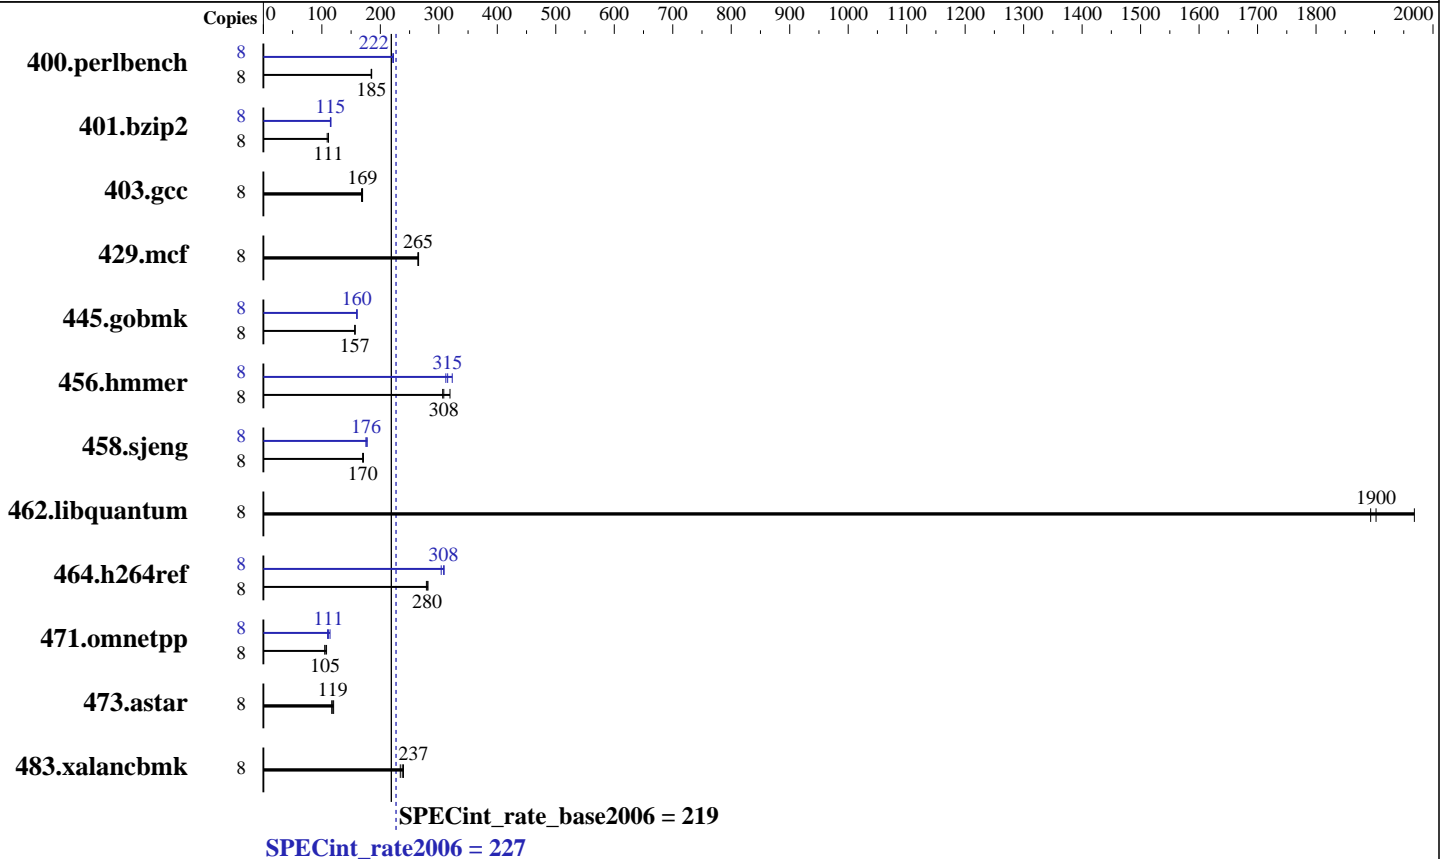 Copies 0 100 200 300 400 500 600 700 800 900 1000 1100 1200 1300 1400 1500 1600 1700 1800 2000
400.perlbench 8 222
8 185
401.bzip2 8 115
8 111
403.gcc 8 169
429.mcf 8 265
445.gobmk 8 160
8 157
456.hmmer 8 315
8 308
458.sjeng 8 176
8 170
462.libquantum 8 1900
464.h264ref 8 308
8 280
471.omnetpp 8 111
8 105
473.astar 8 119
483.xalancbmk 8 237
SPECint_rate_base2006 = 219
SPECint_rate2006 = 227